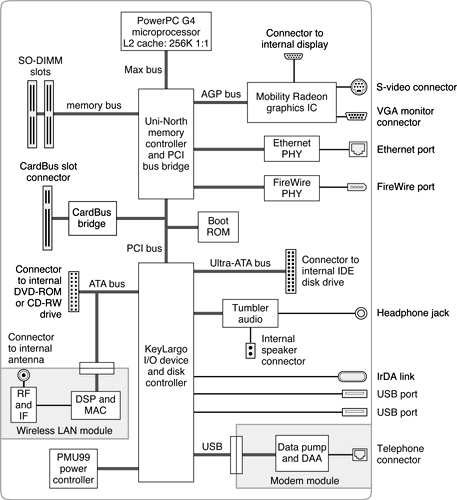 PowerPC G4
microprocessor
L2 cache: 256K 1:1
Connector to
internal display
SO-DIMM
slots
Max bus
memory bus
AGP bus
Mobility Radeon
graphics IC
S-video connector
VGA monitor
connector
Uni-North
memory
controller
and PCI
bus bridge
Ethernet
PHY
Ethernet port
FireWire
PHY
FireWire port
CardBus slot
connector
CardBus
bridge
Boot
ROM
PCI bus
Connector
to internal
DVD-ROM
or CD-RW
drive
ATA bus
Ultra-ATA bus
Connector to
internal IDE
disk drive
Tumbler
audio
Headphone jack
Internal
speaker
connector
KeyLargo
I/O device
and disk
controller
Connector
to internal
antenna
RF
and
IF
DSP and
MAC
Wireless LAN module
IrDA link
USB port
USB port
PMU99
power
controller
USB
Data pump
and DAA
Modem module
Telephone
connector